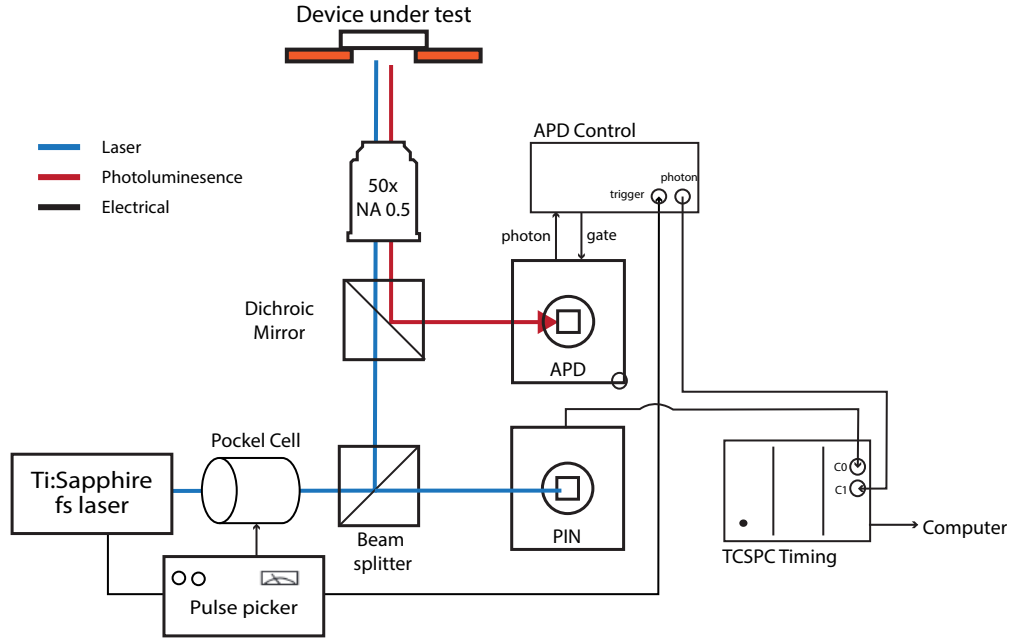 Device under test
Laser
Photoluminesence
Electrical
50x
NA 0.5
APD Control
trigger
photon
photon
gate
Dichroic
Mirror
APD
Pockel Cell
Ti:Sapphire
fs laser
Beam
splitter
PIN
C0
C1
Computer
TCSPC Timing
Pulse picker